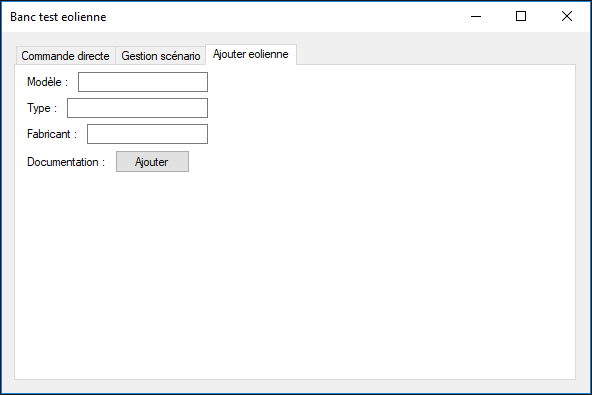 Banc test eolienne
Commande directe Gestion scénario Ajouter eolienne
Modèle :
Type :
Fabricant :
Documentation : Ajouter